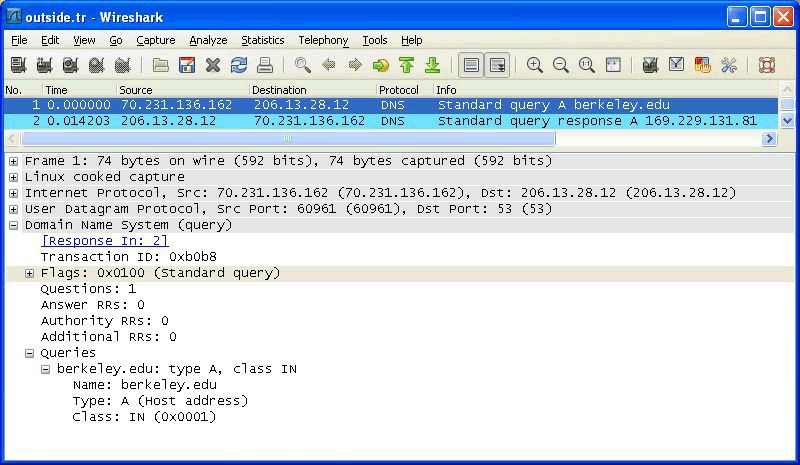 outside.tr - Wireshark
File Edit View Go Capture Analyze Statistics Telephony Tools Help
No. Time Source Destination Protocol Info
1 0.000000 70.231.136.162 206.13.28.12 DNS Standard query A berkeley.edu
2 0.014203 206.13.28.12 70.231.136.162 DNS Standard query response A 169.229.131.81
Frame 1: 74 bytes on wire (592 bits), 74 bytes captured (592 bits)
Linux cooked capture
Internet Protocol, Src: 70.231.136.162 (70.231.136.162), Dst: 206.13.28.12 (206.13.28.12)
User Datagram Protocol, Src Port: 60961 (60961), Dst Port: 53 (53)
Domain Name System (query)
[Response In: 2]
Transaction ID: 0xb0b8
Flags: 0x0100 (Standard query)
Questions: 1
Answer RRs: 0
Authority RRs: 0
Additional RRs: 0
Queries
berkeley.edu: type A, class IN
Name: berkeley.edu
Type: A (Host address)
Class: IN (0x0001)